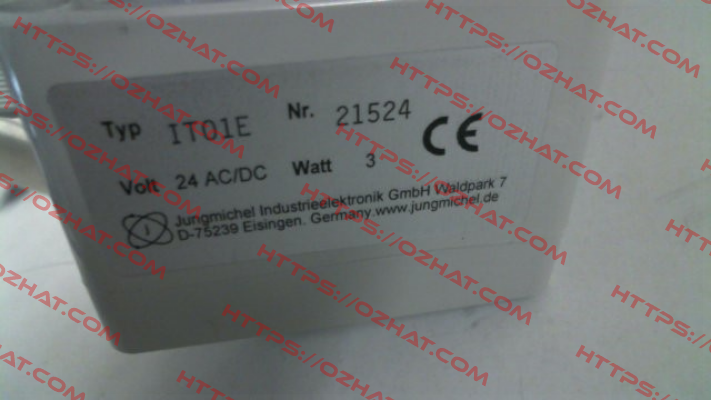 Typ IT01E Nr. 21524 CE
Volt 24 AC/DC Watt 3
Jungmichel Industrieelektronik GmbH Waldpark 7
D-75239 Eisingen. Germany.www.jungmichel.de
HTTPS://OZHAT.COM